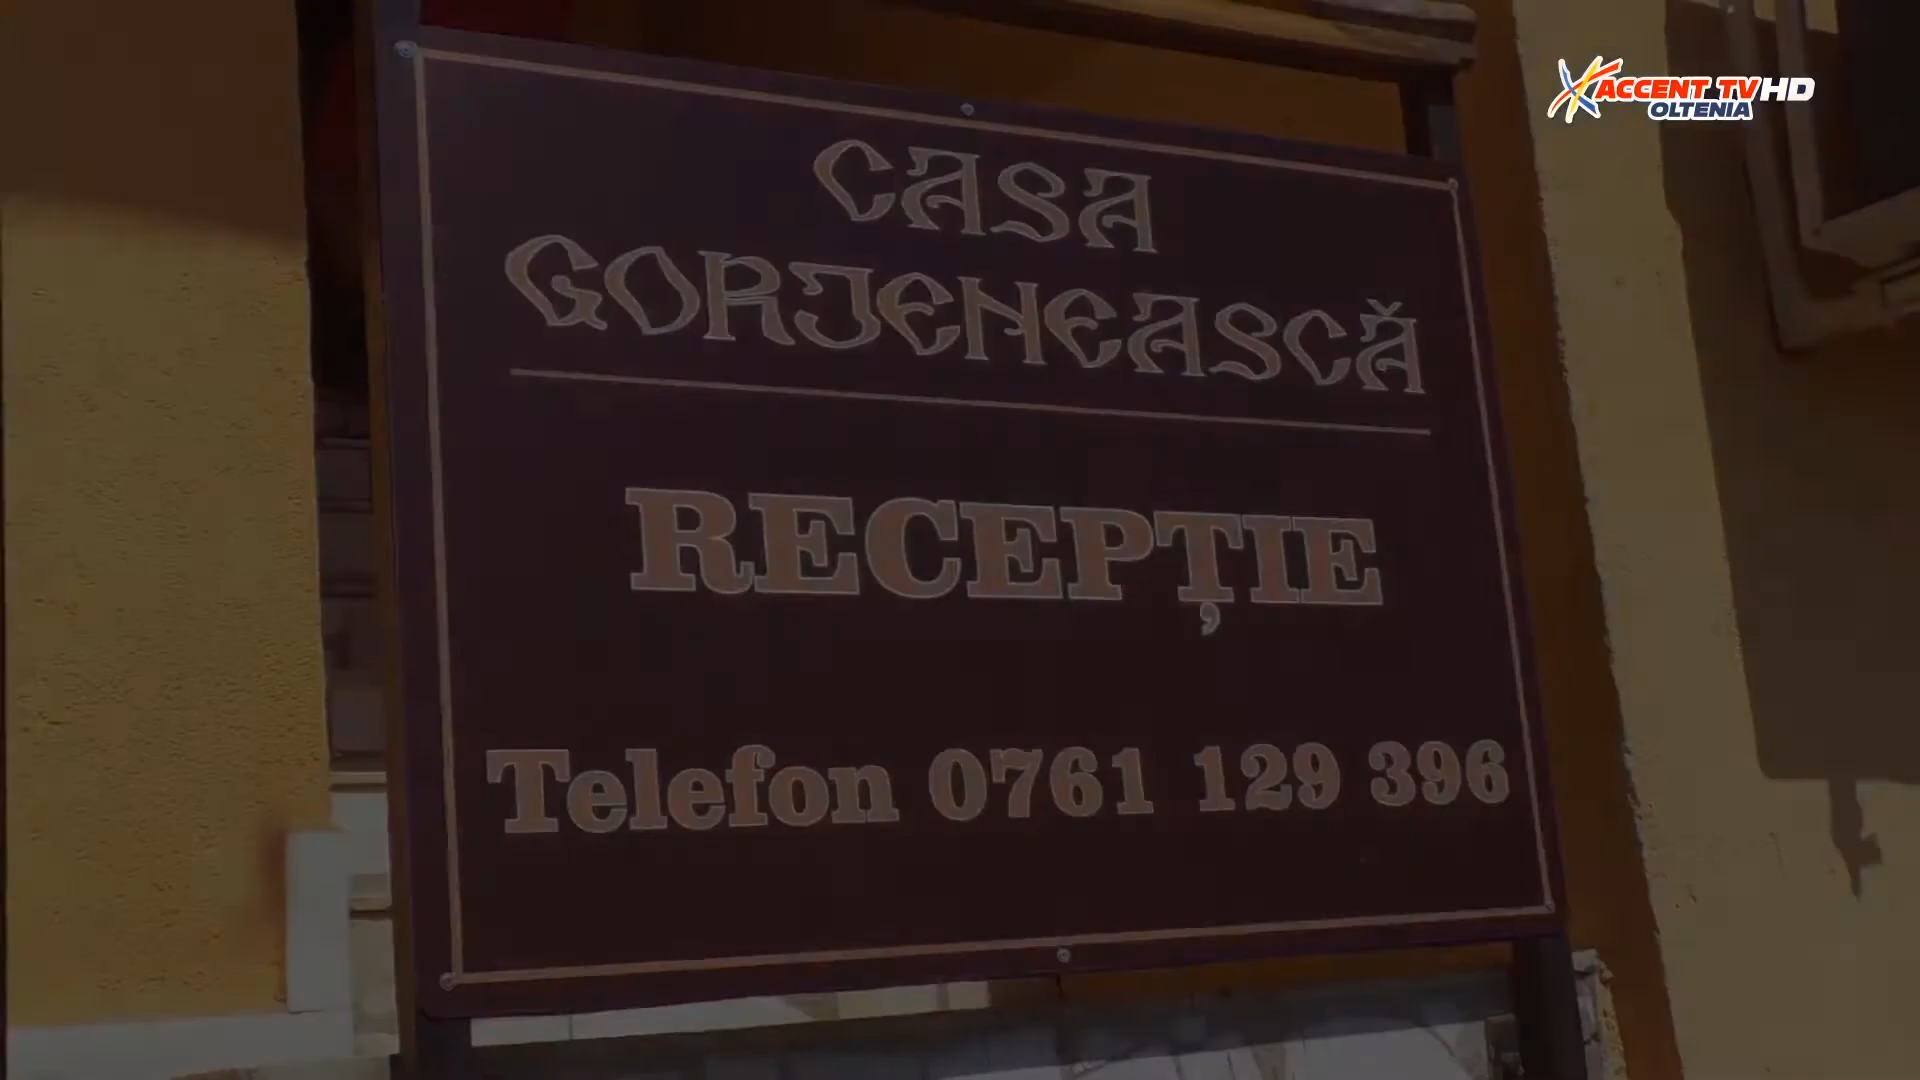 ACCENT TV HD
OLTENIA
CASA
GORJENEASCĂ
RECEPȚIE
Telefon 0761 129 396